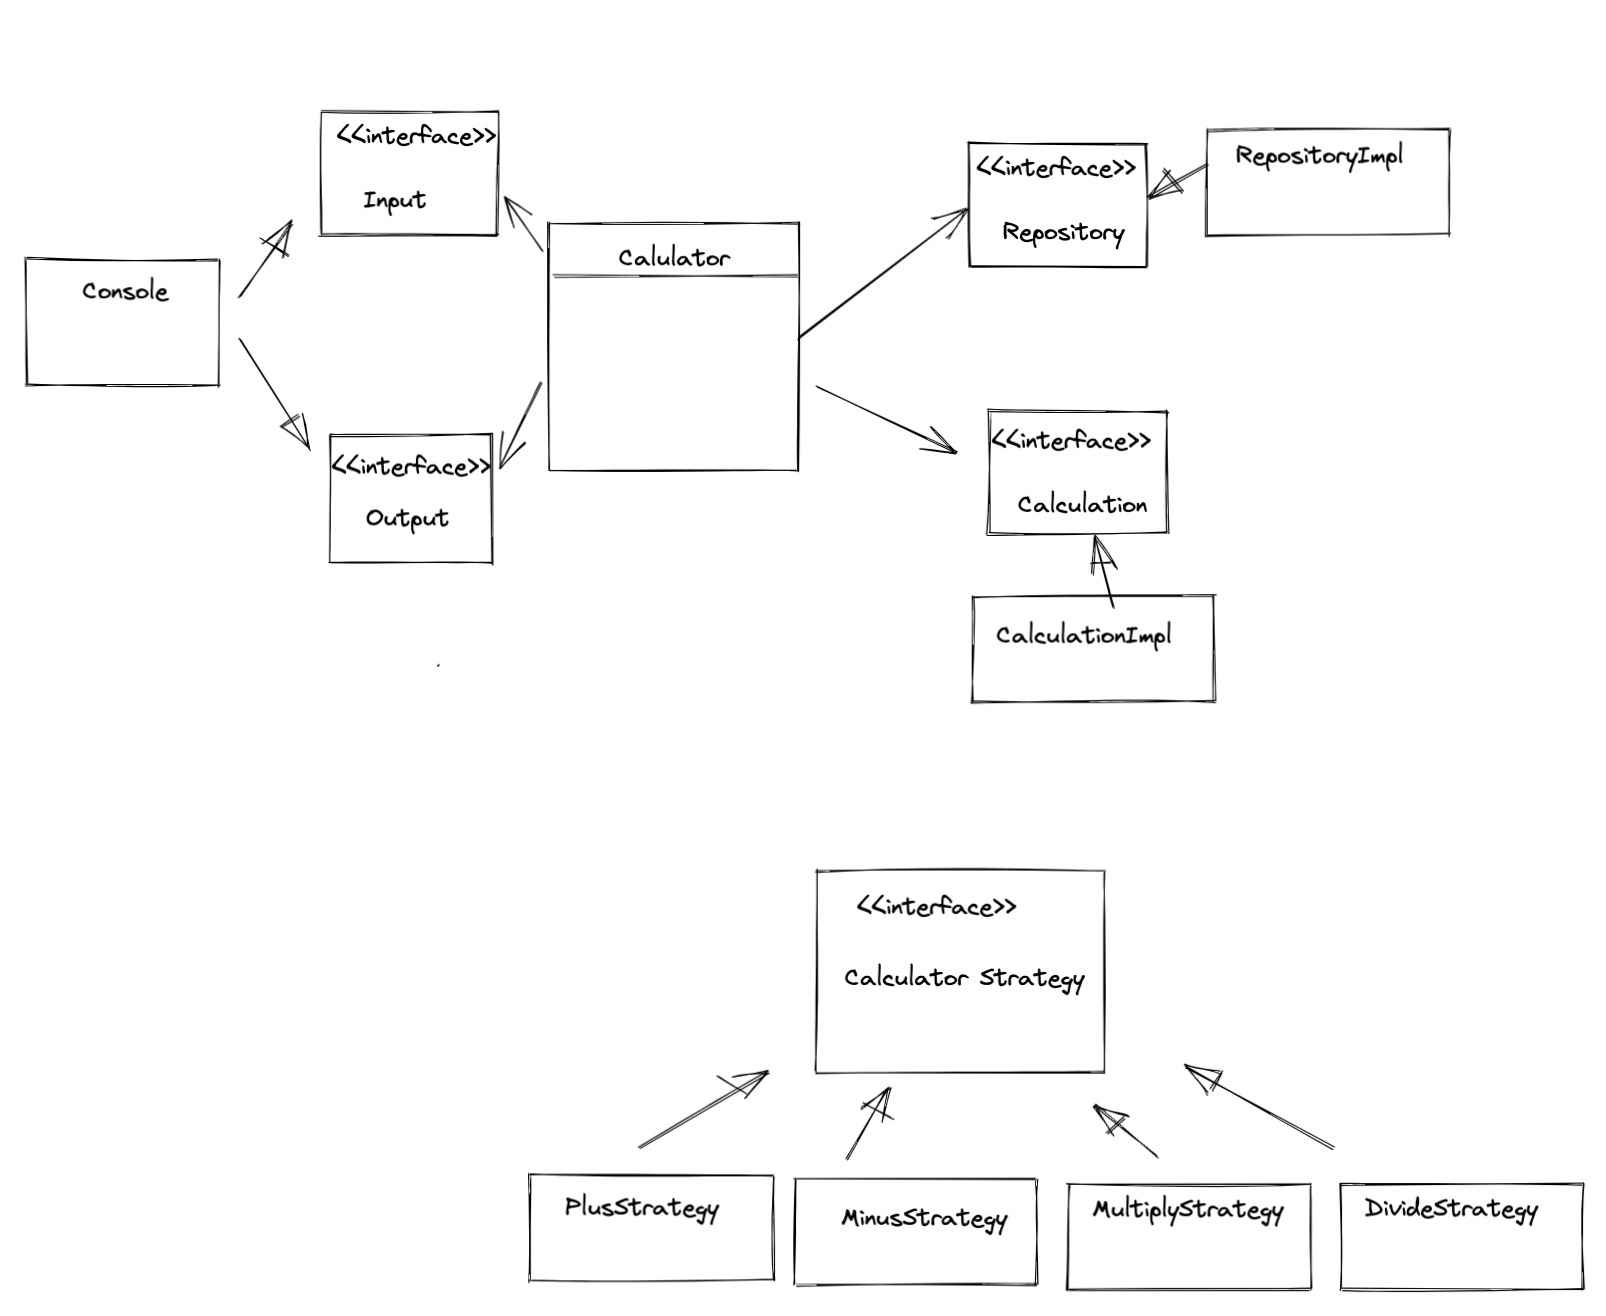 <<interface>>
Input
Console
Calulator
<<interface>>
Output
<<interface>>
Repository
RepositoryImpl
<<interface>>
Calculation
CalculationImpl
<<interface>>
Calculator Strategy
PlusStrategy
MinusStrategy
MultiplyStrategy
DivideStrategy